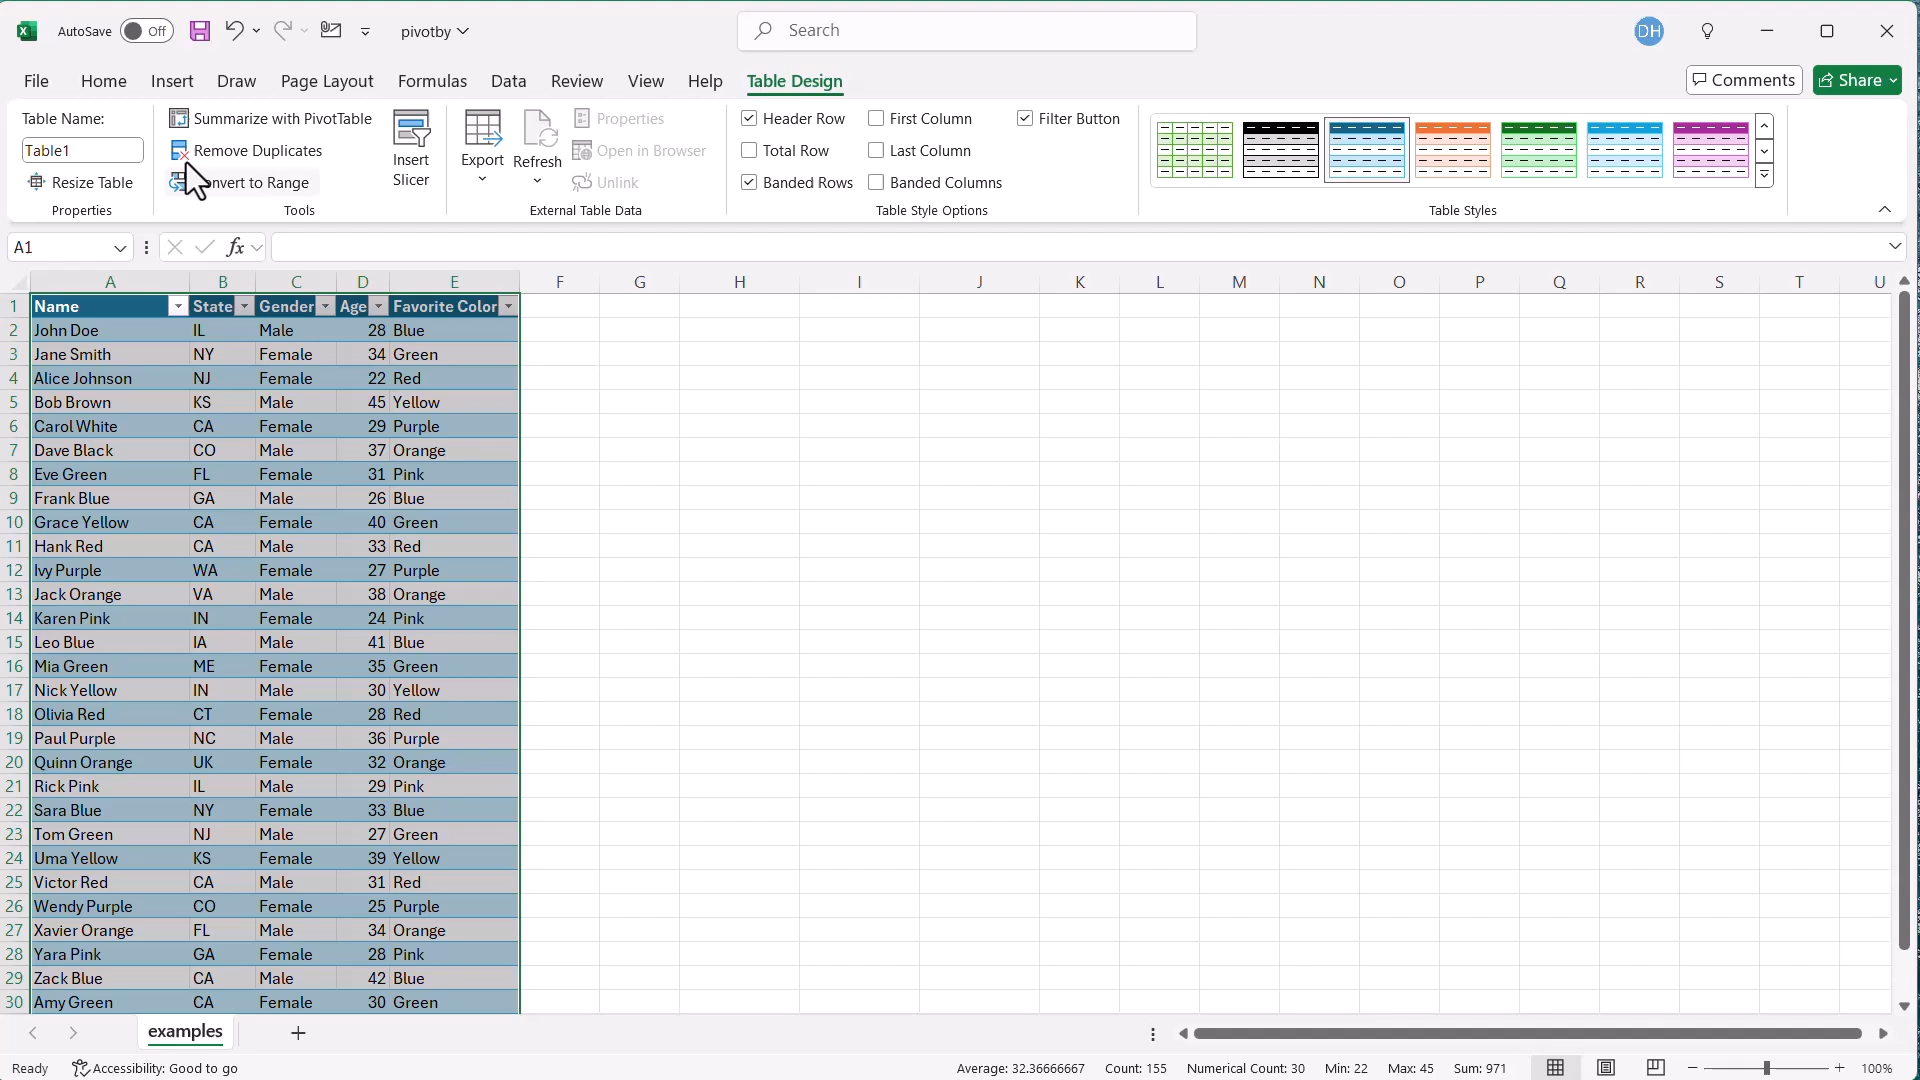 AutoSave Off pivotby Search DH
File Home Insert Draw Page Layout Formulas Data Review View Help Table Design Comments Share
Table Name:
Table1
Resize Table
Properties
Summarize with PivotTable
Remove Duplicates
onvert to Range
Tools
Insert
Slicer
Export
Refresh
Properties
Open in Browser
Unlink
External Table Data
Header Row First Column Filter Button
Total Row Last Column
Banded Rows Banded Columns
Table Style Options
Table Styles
A1 fx
A B C D E F G H I J K L M N O P Q R S T U
1 Name State Gender Age Favorite Color
2 John Doe IL Male 28 Blue
3 Jane Smith NY Female 34 Green
4 Alice Johnson NJ Female 22 Red
5 Bob Brown KS Male 45 Yellow
6 Carol White CA Female 29 Purple
7 Dave Black CO Male 37 Orange
8 Eve Green FL Female 31 Pink
9 Frank Blue GA Male 26 Blue
10 Grace Yellow CA Female 40 Green
11 Hank Red CA Male 33 Red
12 Ivy Purple WA Female 27 Purple
13 Jack Orange VA Male 38 Orange
14 Karen Pink IN Female 24 Pink
15 Leo Blue IA Male 41 Blue
16 Mia Green ME Female 35 Green
17 Nick Yellow IN Male 30 Yellow
18 Olivia Red CT Female 28 Red
19 Paul Purple NC Male 36 Purple
20 Quinn Orange UK Female 32 Orange
21 Rick Pink IL Male 29 Pink
22 Sara Blue NY Female 33 Blue
23 Tom Green NJ Male 27 Green
24 Uma Yellow KS Female 39 Yellow
25 Victor Red CA Male 31 Red
26 Wendy Purple CO Female 25 Purple
27 Xavier Orange FL Male 34 Orange
28 Yara Pink GA Female 28 Pink
29 Zack Blue CA Male 42 Blue
30 Amy Green CA Female 30 Green
examples
Ready Accessibility: Good to go Average: 32.36666667 Count: 155 Numerical Count: 30 Min: 22 Max: 45 Sum: 971 100%